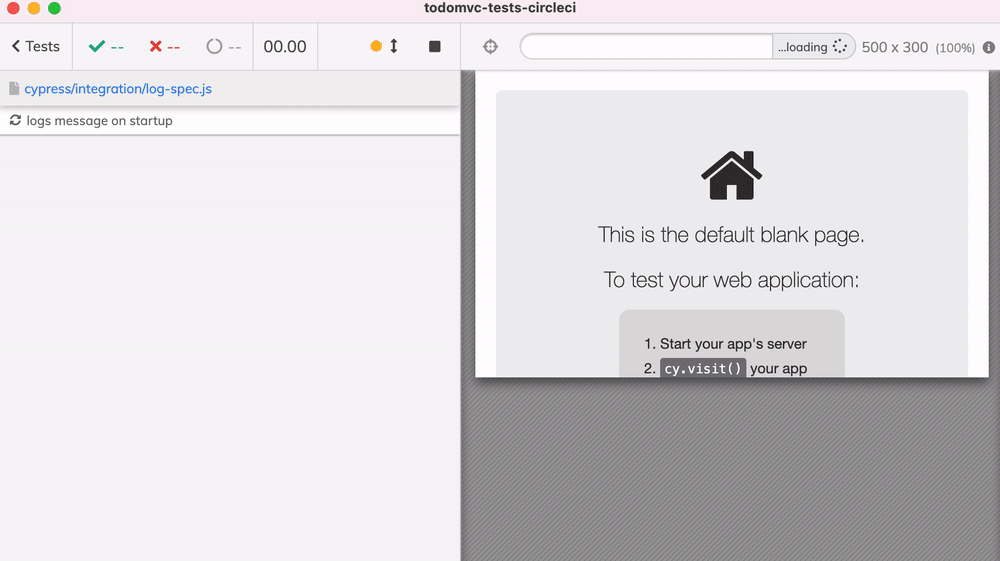 todomvc-tests-circleci
Tests -- -- -- 00.00 ...loading 500 x 300 (100%)
cypress/integration/log-spec.js
logs message on startup
This is the default blank page.
To test your web application:
1. Start your app's server
2. cy.visit() your app